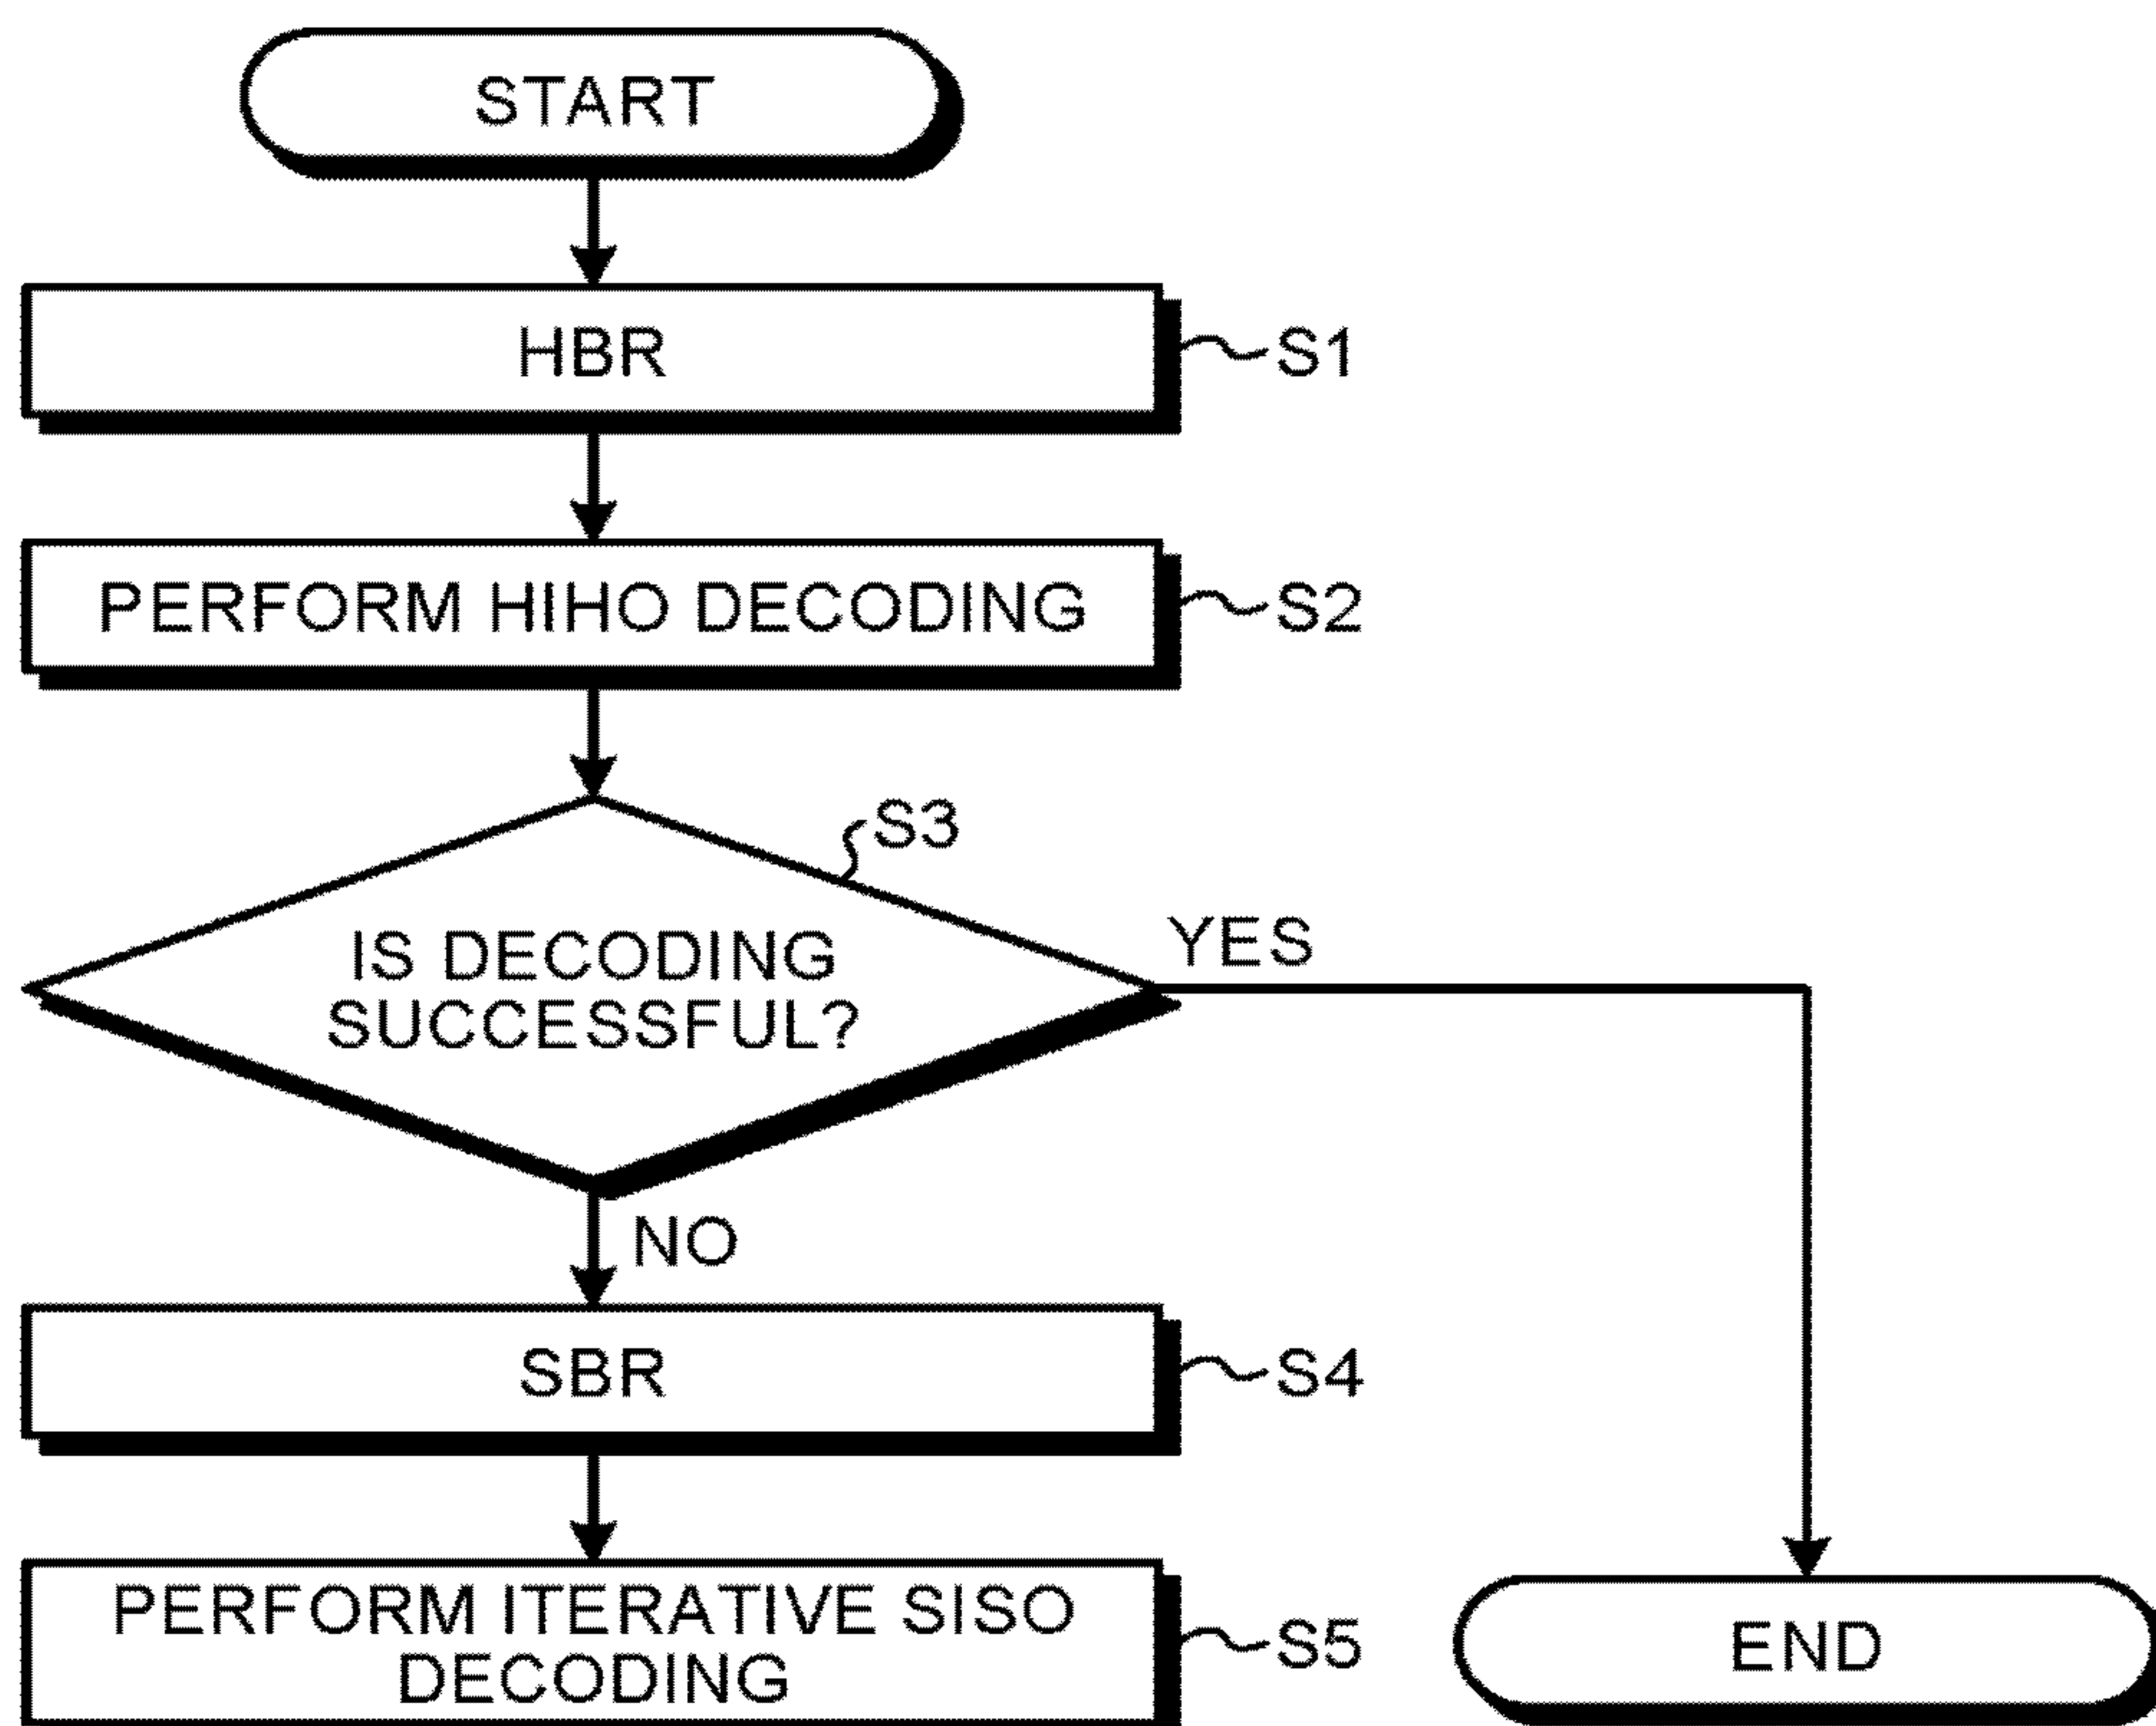 START
HBR
S1
PERFORM HIHO DECODING
S2
S3
IS DECODING
SUCCESSFUL?
YES
NO
SBR
S4
PERFORM ITERATIVE SISO
DECODING
S5
END